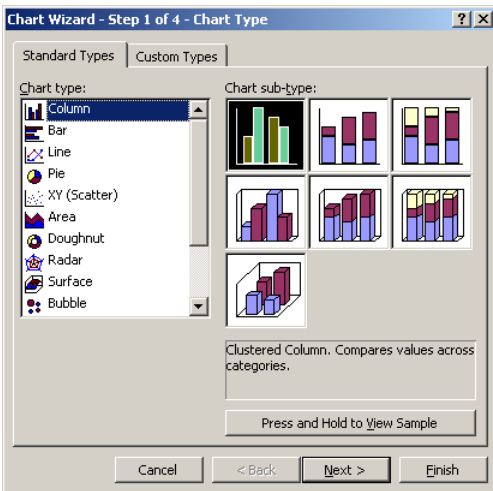 Chart Wizard - Step 1 of 4 - Chart Type
Standard Types
Custom Types
Chart type:
Column
Bar
Line
Pie
XY (Scatter)
Area
Doughnut
Radar
Surface
Bubble
Chart sub-type:
Clustered Column. Compares values across
categories.
Press and Hold to View Sample
Cancel
< Back
Next >
Finish